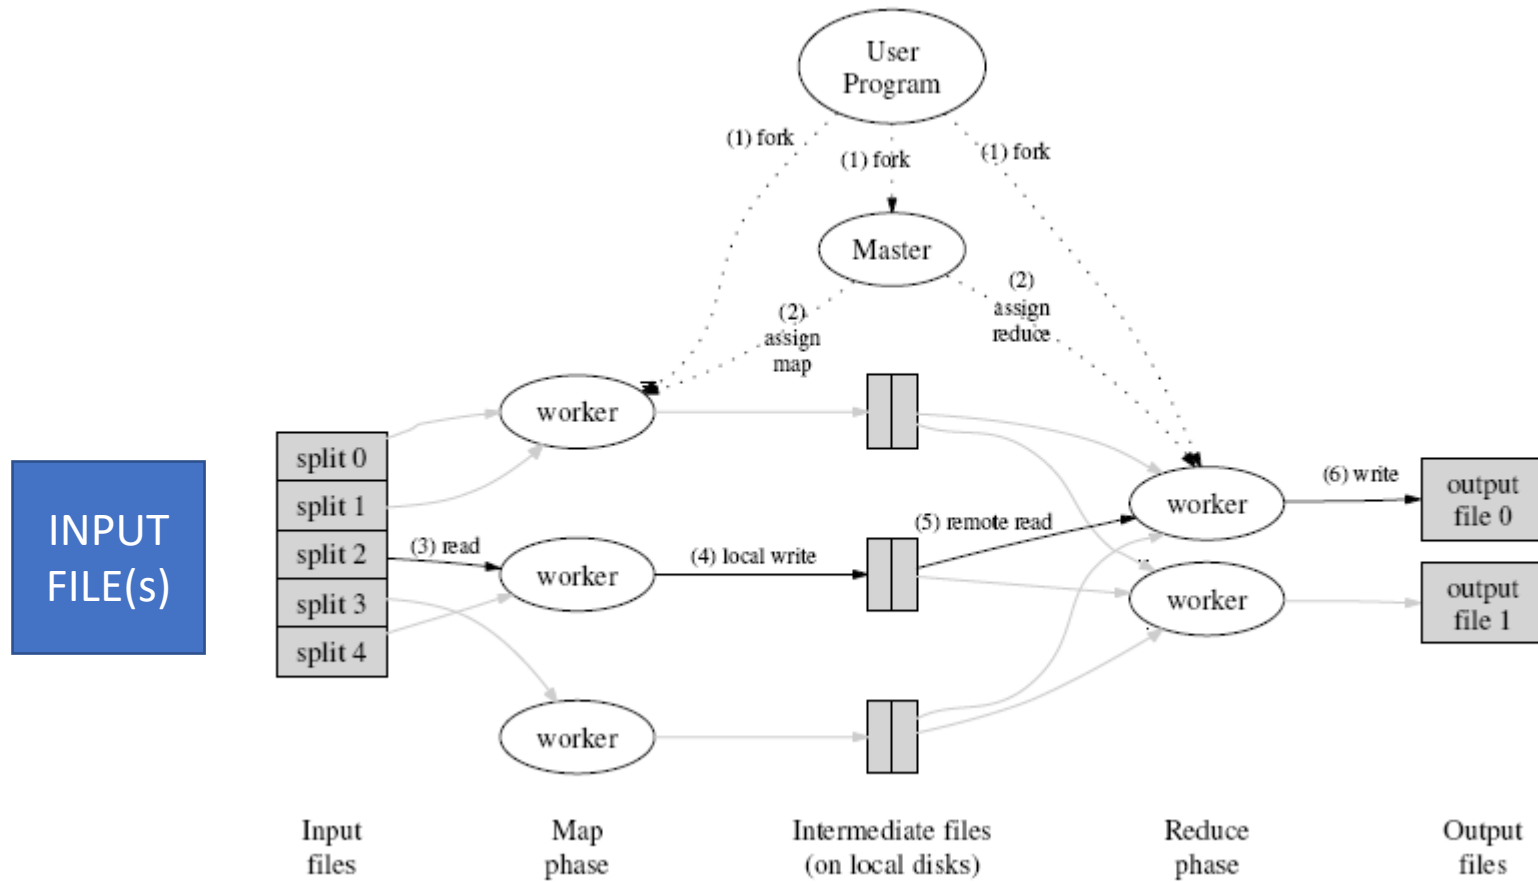 User
Program
(1) fork
(1) fork
(1) fork
Master
(2)
assign
map
(2)
assign
reduce
INPUT
FILE(s)
split 0
split 1
split 2
split 3
split 4
(3) read
worker
worker
worker
(4) local write
(5) remote read
worker
worker
(6) write
output
file 0
output
file 1
Input
files
Map
phase
Intermediate files
(on local disks)
Reduce
phase
Output
files